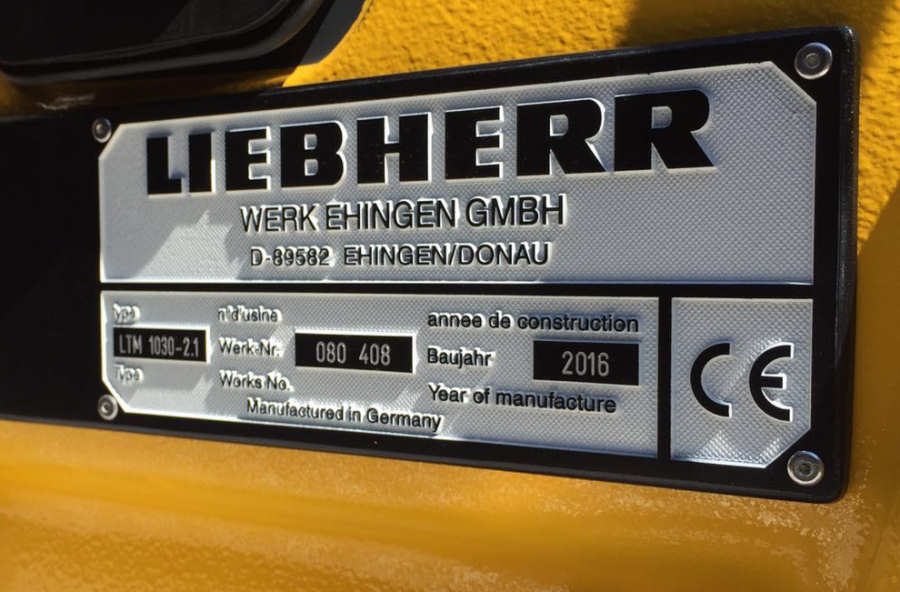 LIEBHERR
WERK EHINGEN GMBH
D-89582 EHINGEN/DONAU
type
LTM 1030-2.1
Type
n°d'usine
Werk-Nr.
080 408
Works No.
annee de construction
Baujahr
2016
Year of manufacture
Manufactured in Germany
CE